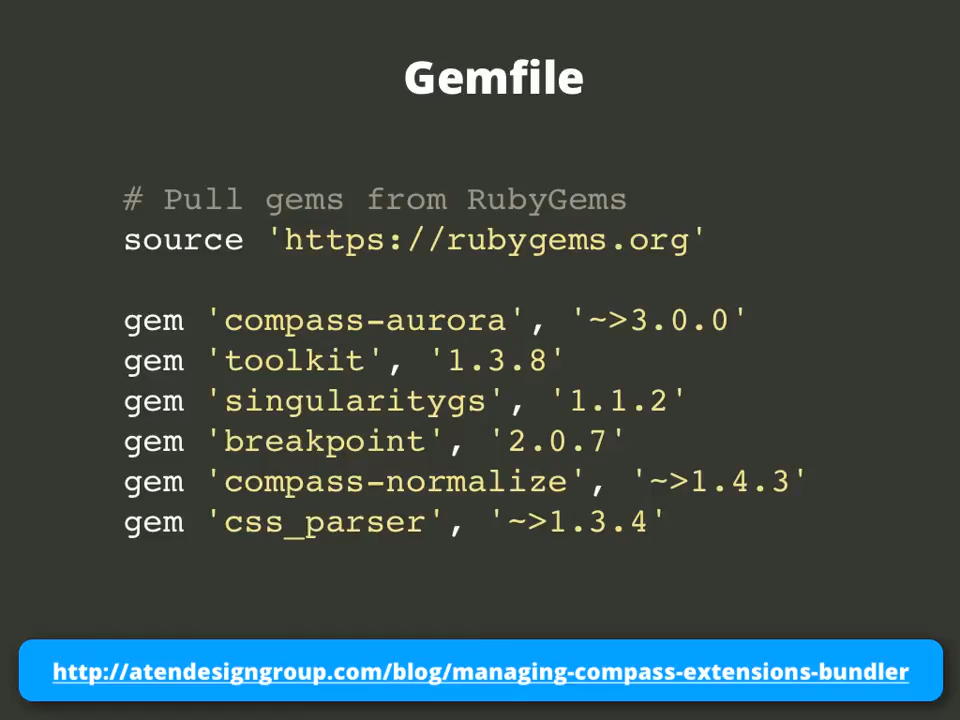 Gemfile
# Pull gems from RubyGems
source 'https://rubygems.org'
gem 'compass-aurora', '~>3.0.0'
gem 'toolkit', '1.3.8'
gem 'singularitygs', '1.1.2'
gem 'breakpoint', '2.0.7'
gem 'compass-normalize', '~>1.4.3'
gem 'css_parser', '~>1.3.4'
http://atendesigngroup.com/blog/managing-compass-extensions-bundler